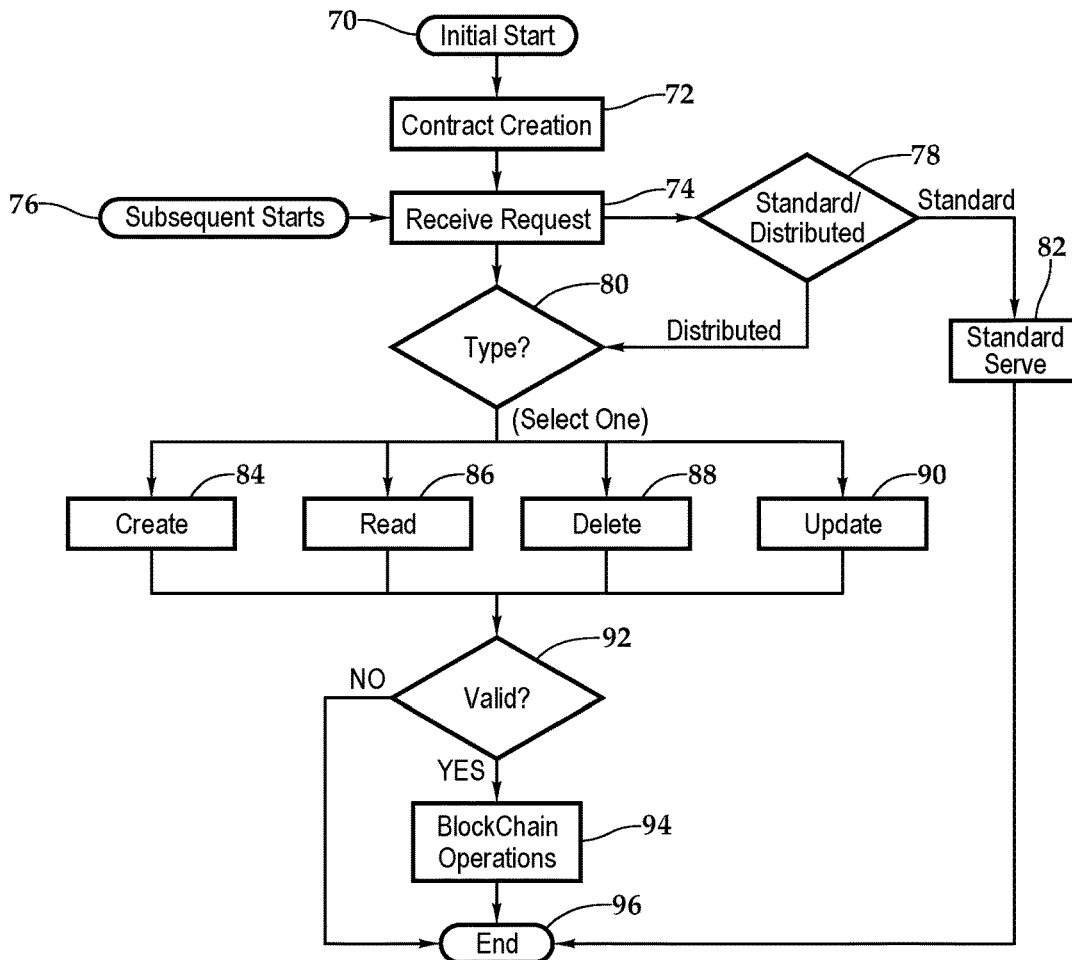 70
Initial Start
72
Contract Creation
78
76
Subsequent Starts
74
Receive Request
Standard/
Distributed
Standard
80
82
Type?
Distributed
Standard
Serve
(Select One)
84
86
88
90
Create
Read
Delete
Update
92
NO
Valid?
YES
BlockChain
Operations
94
96
End